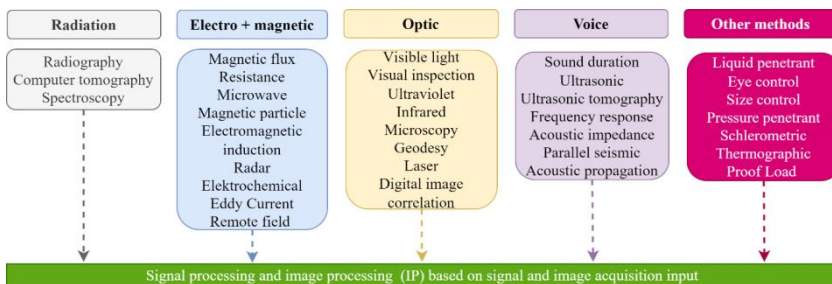 Radiation
Electro + magnetic
Optic
Voice
Other methods
Radiography
Computer tomography
Spectroscopy
Magnetic flux
Resistance
Microwave
Magnetic particle
Electromagnetic
induction
Radar
Elektrochemical
Eddy Current
Remote field
Visible light
Visual inspection
Ultraviolet
Infrared
Microscopy
Geodesy
Laser
Digital image
correlation
Sound duration
Ultrasonic
Ultrasonic tomography
Frequency response
Acoustic impedance
Parallel seismic
Acoustic propagation
Liquid penetrant
Eye control
Size control
Pressure penetrant
Schlerometric
Thermographic
Proof Load
Signal processing and image processing (IP) based on signal and image acquisition input